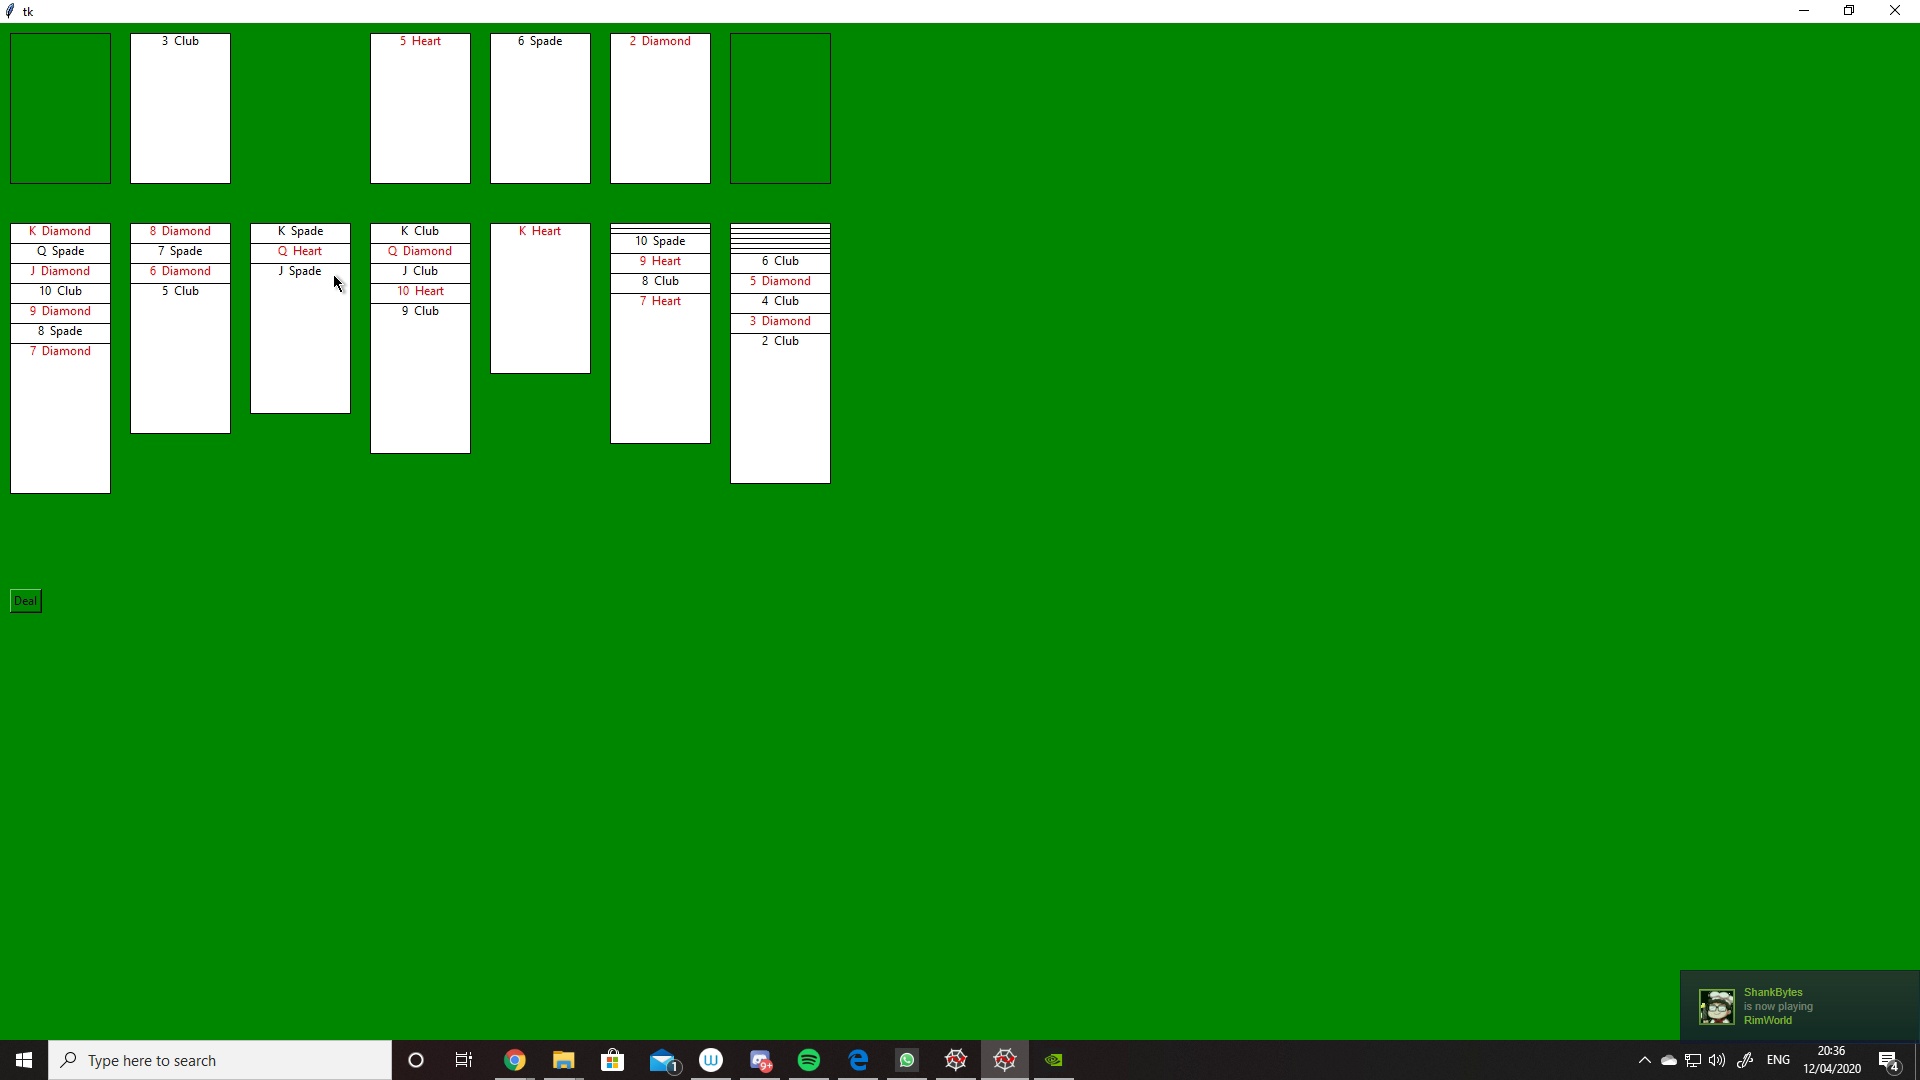 tk
3 Club
5 Heart
6 Spade
2 Diamond
K Diamond
Q Spade
J Diamond
10 Club
9 Diamond
8 Spade
7 Diamond
8 Diamond
7 Spade
6 Diamond
5 Club
K Spade
Q Heart
J Spade
K Club
Q Diamond
J Club
10 Heart
9 Club
K Heart
10 Spade
9 Heart
8 Club
7 Heart
6 Club
5 Diamond
4 Club
3 Diamond
2 Club
Deal
ShankBytes
is now playing
RimWorld
Type here to search
1
W
9+
ENG
20:36
12/04/2020
4